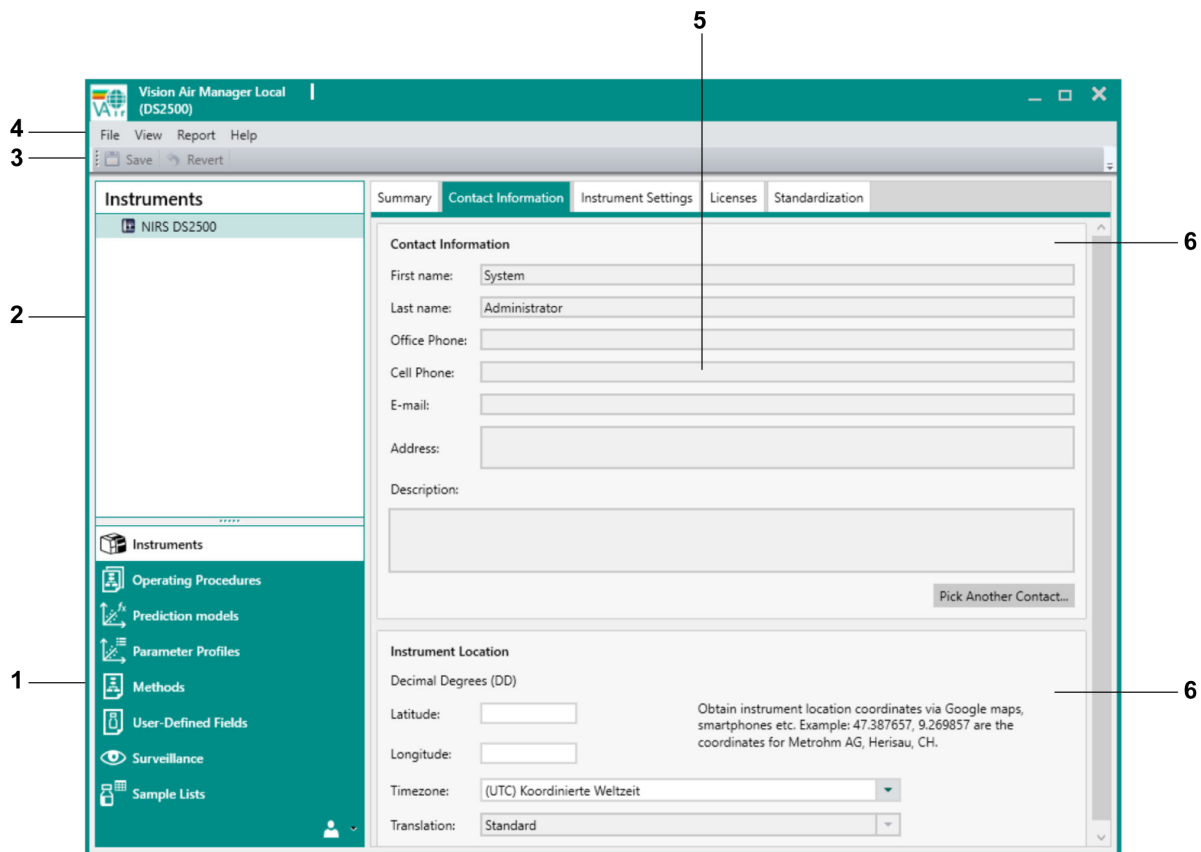 5
Vision Air Manager Local
(DS2500)
VAir
4
File View Report Help
3
Save Revert
Instruments
NIRS DS2500
2
Instruments
Operating Procedures
fx
Prediction models
Parameter Profiles
1
Methods
User-Defined Fields
Surveillance
Sample Lists
Summary Contact Information Instrument Settings Licenses Standardization
Contact Information
6
First name: System
Last name: Administrator
Office Phone:
Cell Phone:
E-mail:
Address:
Description:
Pick Another Contact...
Instrument Location
Decimal Degrees (DD)
6
Latitude:
Obtain instrument location coordinates via Google maps,
smartphones etc. Example: 47.387657, 9.269857 are the
coordinates for Metrohm AG, Herisau, CH.
Longitude:
Timezone: (UTC) Koordinierte Weltzeit
Translation: Standard